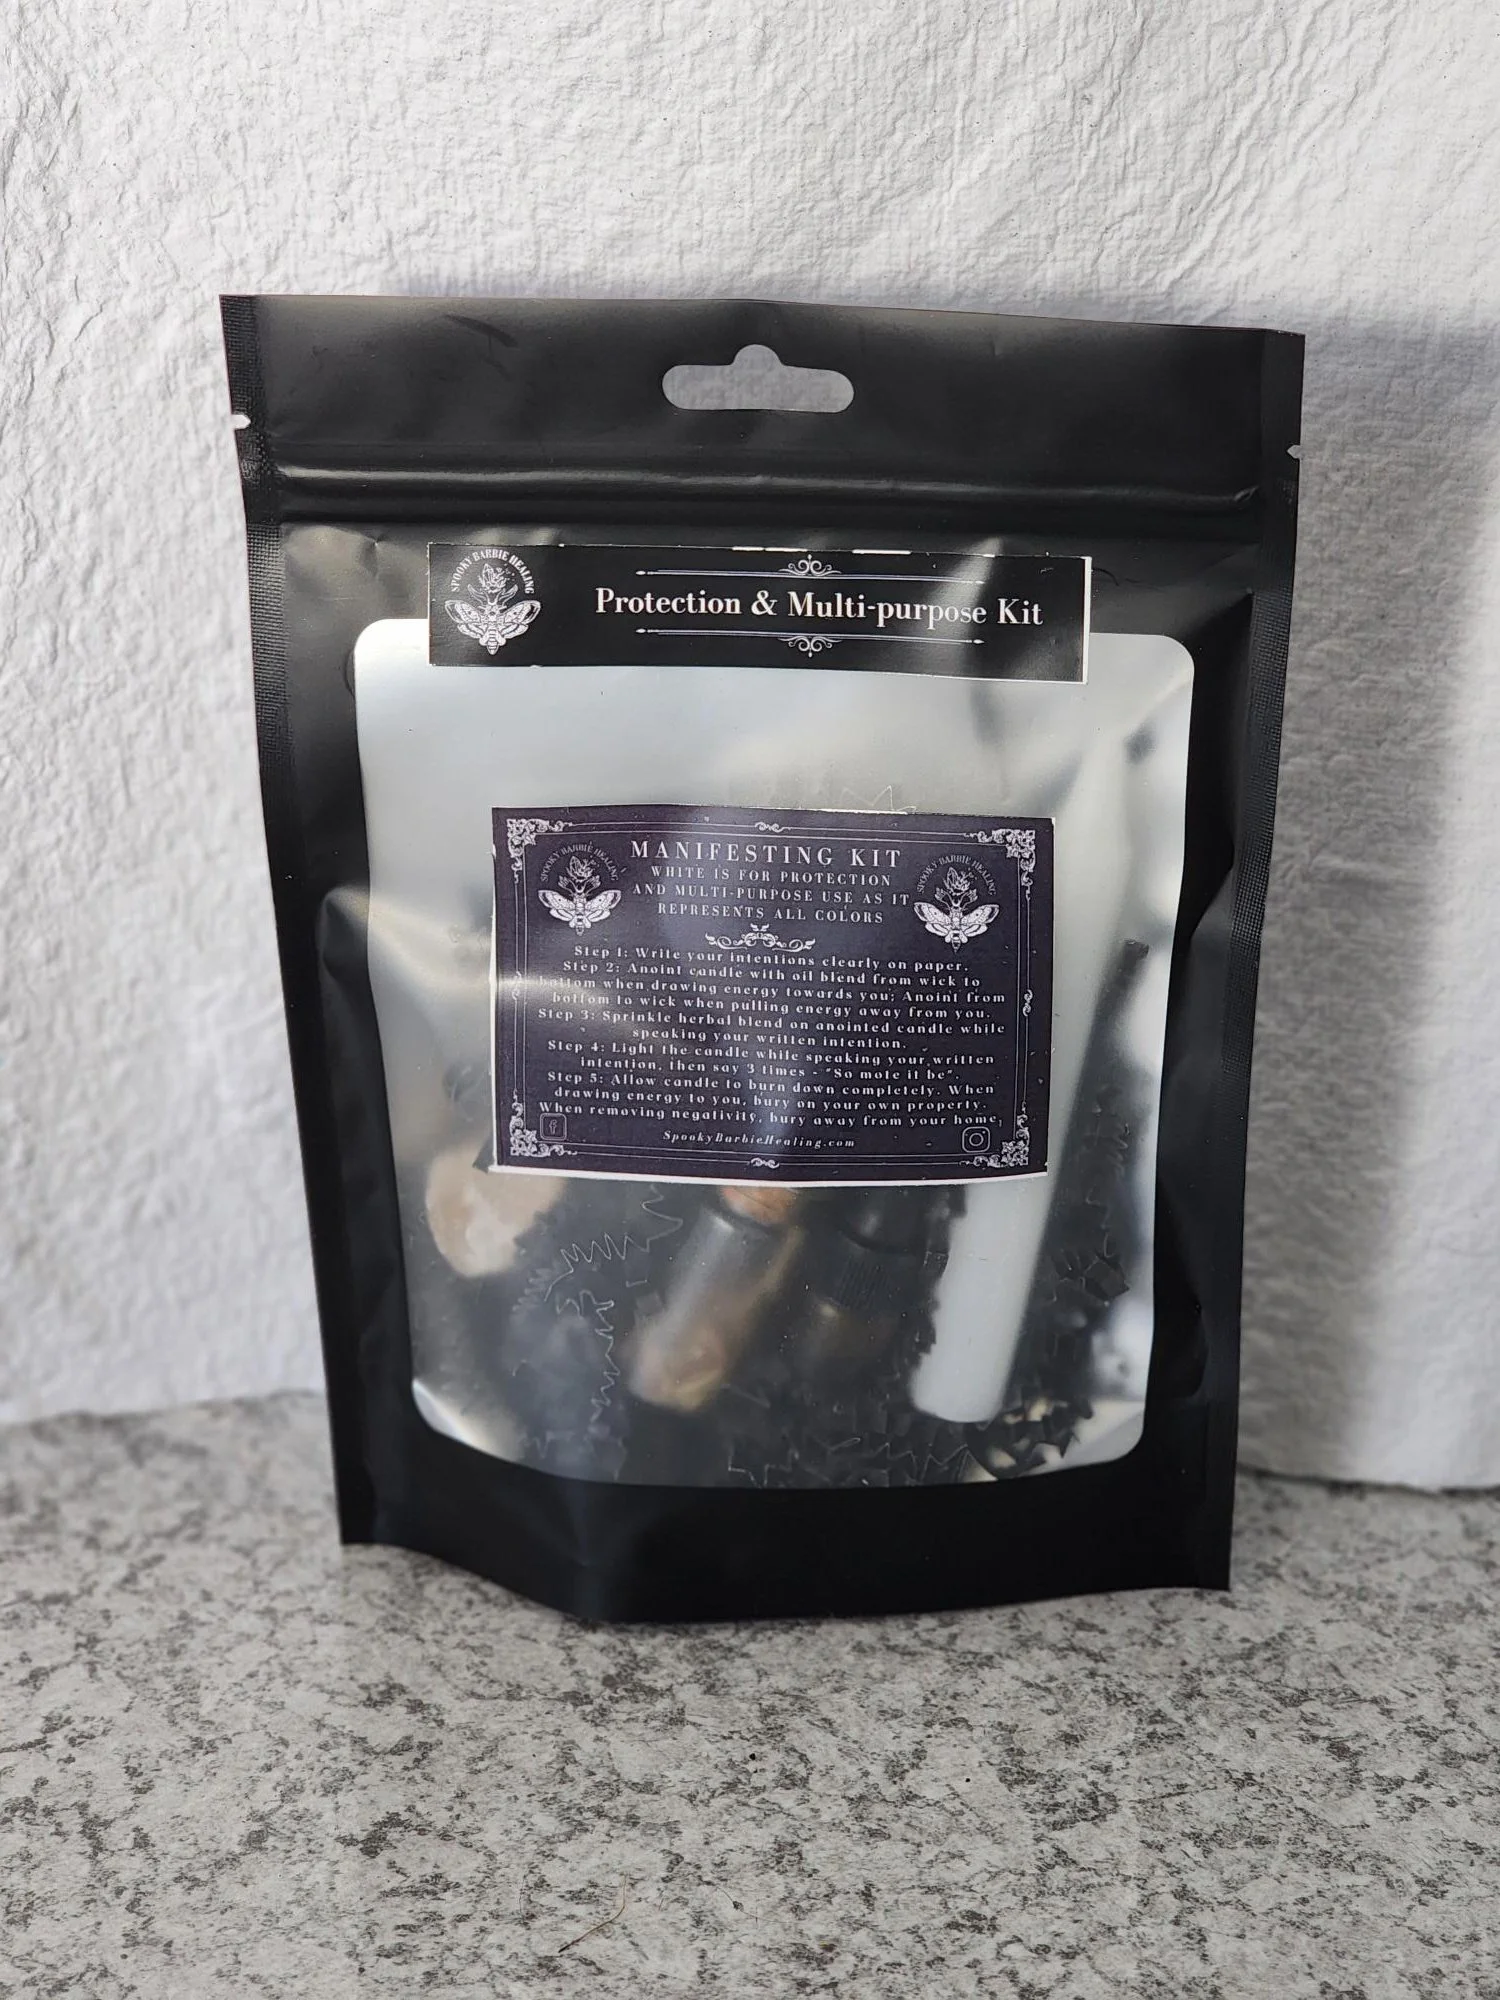 SPOOKY BARBIE HEALING
Protection & Multi-purpose Kit
SPOOKY BARBIE HEALING
SPOOKY BARBIE HEALING
MANIFESTING KIT
WHITE IS FOR PROTECTION
AND MULTI-PURPOSE USE AS IT
REPRESENTS ALL COLORS
Step 1: Write your intentions clearly on paper.
Step 2: Anoint candle with oil blend from wick to
bottom when drawing energy towards you; Anoint from
bottom to wick when pulling energy away from you.
Step 3: Sprinkle herbal blend on anointed candle while
speaking your written intention.
Step 4: Light the candle while speaking your written
intention, then say 3 times - "So mote it be".
Step 5: Allow candle to burn down completely. When
drawing energy to you, bury on your own property.
When removing negativity, bury away from your home.
f
SpookyBarbieHealing.com